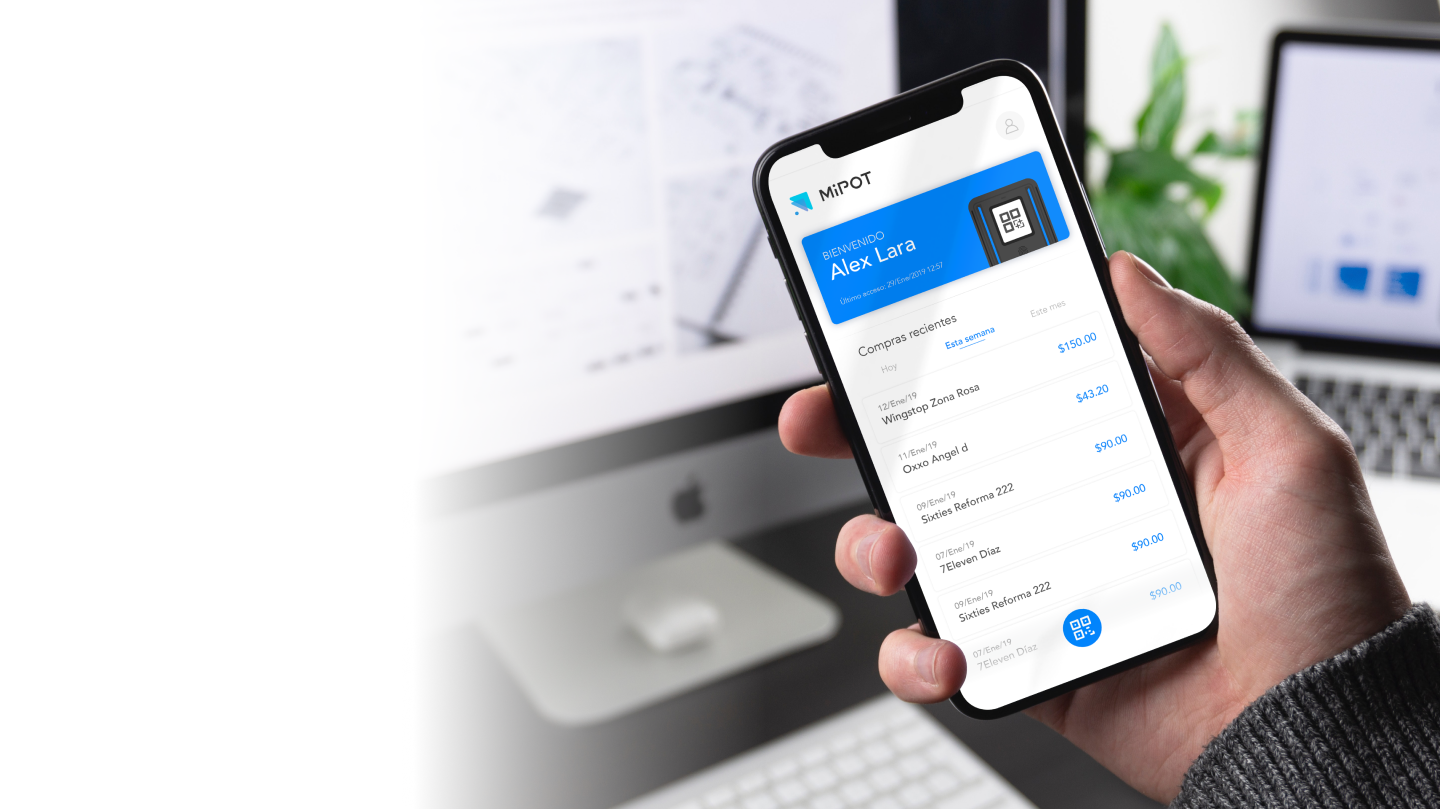 MiPOT
BIENVENIDO
Alex Lara
Último acceso: 29/Ene/2019 12:57
Compras recientes
Hoy
Esta semana
Este mes
12/Ene/19
Wingstop Zona Rosa
$150.00
11/Ene/19
Oxxo Angel d
$43.20
09/Ene/19
Sixties Reforma 222
$90.00
07/Ene/19
7Eleven Díaz
$90.00
09/Ene/19
Sixties Reforma 222
$90.00
07/Ene/19
7Eleven Díaz
$90.00